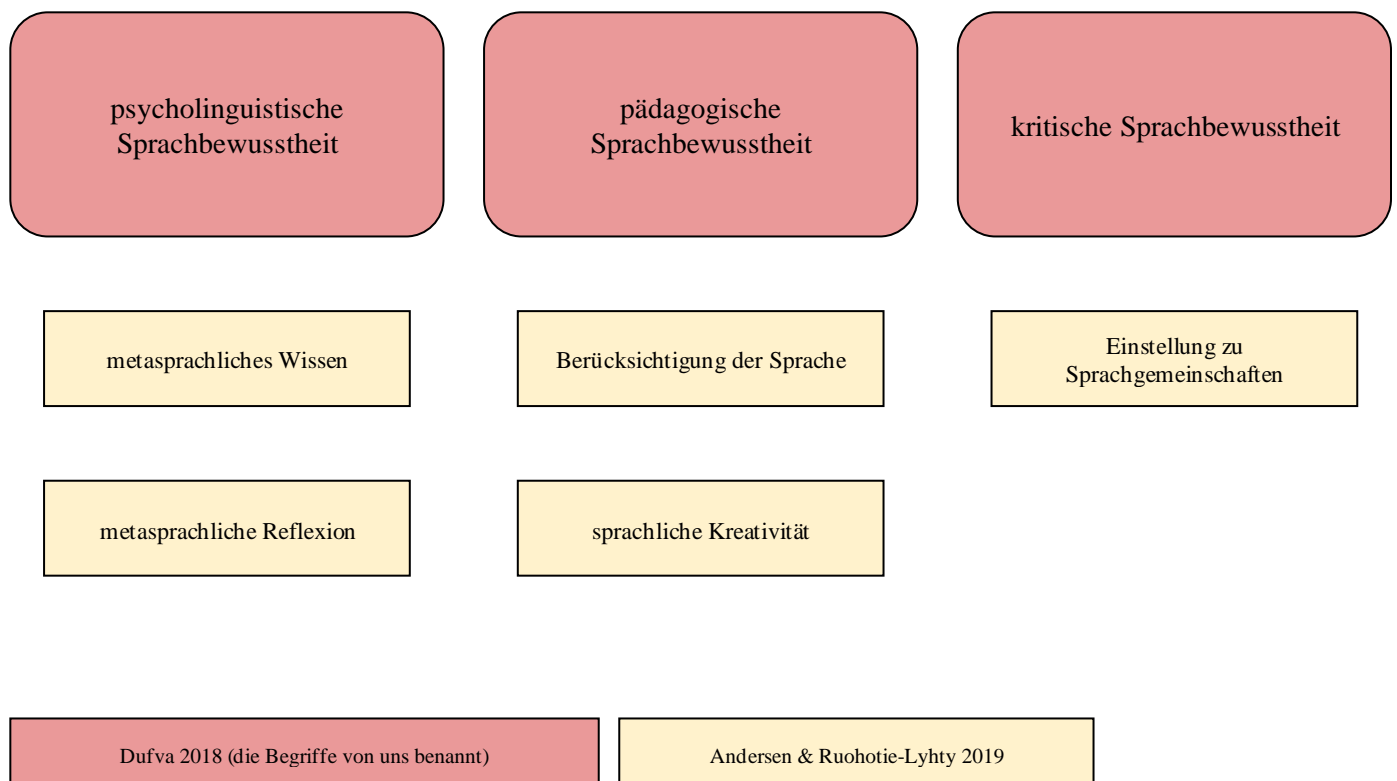 psycholinguistische
Sprachbewusstheit
pädagogische
Sprachbewusstheit
kritische Sprachbewusstheit
metasprachliches Wissen
Berücksichtigung der Sprache
Einstellung zu
Sprachgemeinschaften
metasprachliche Reflexion
sprachliche Kreativität
Dufva 2018 (die Begriffe von uns benannt)
Andersen & Ruohotie-Lyhty 2019